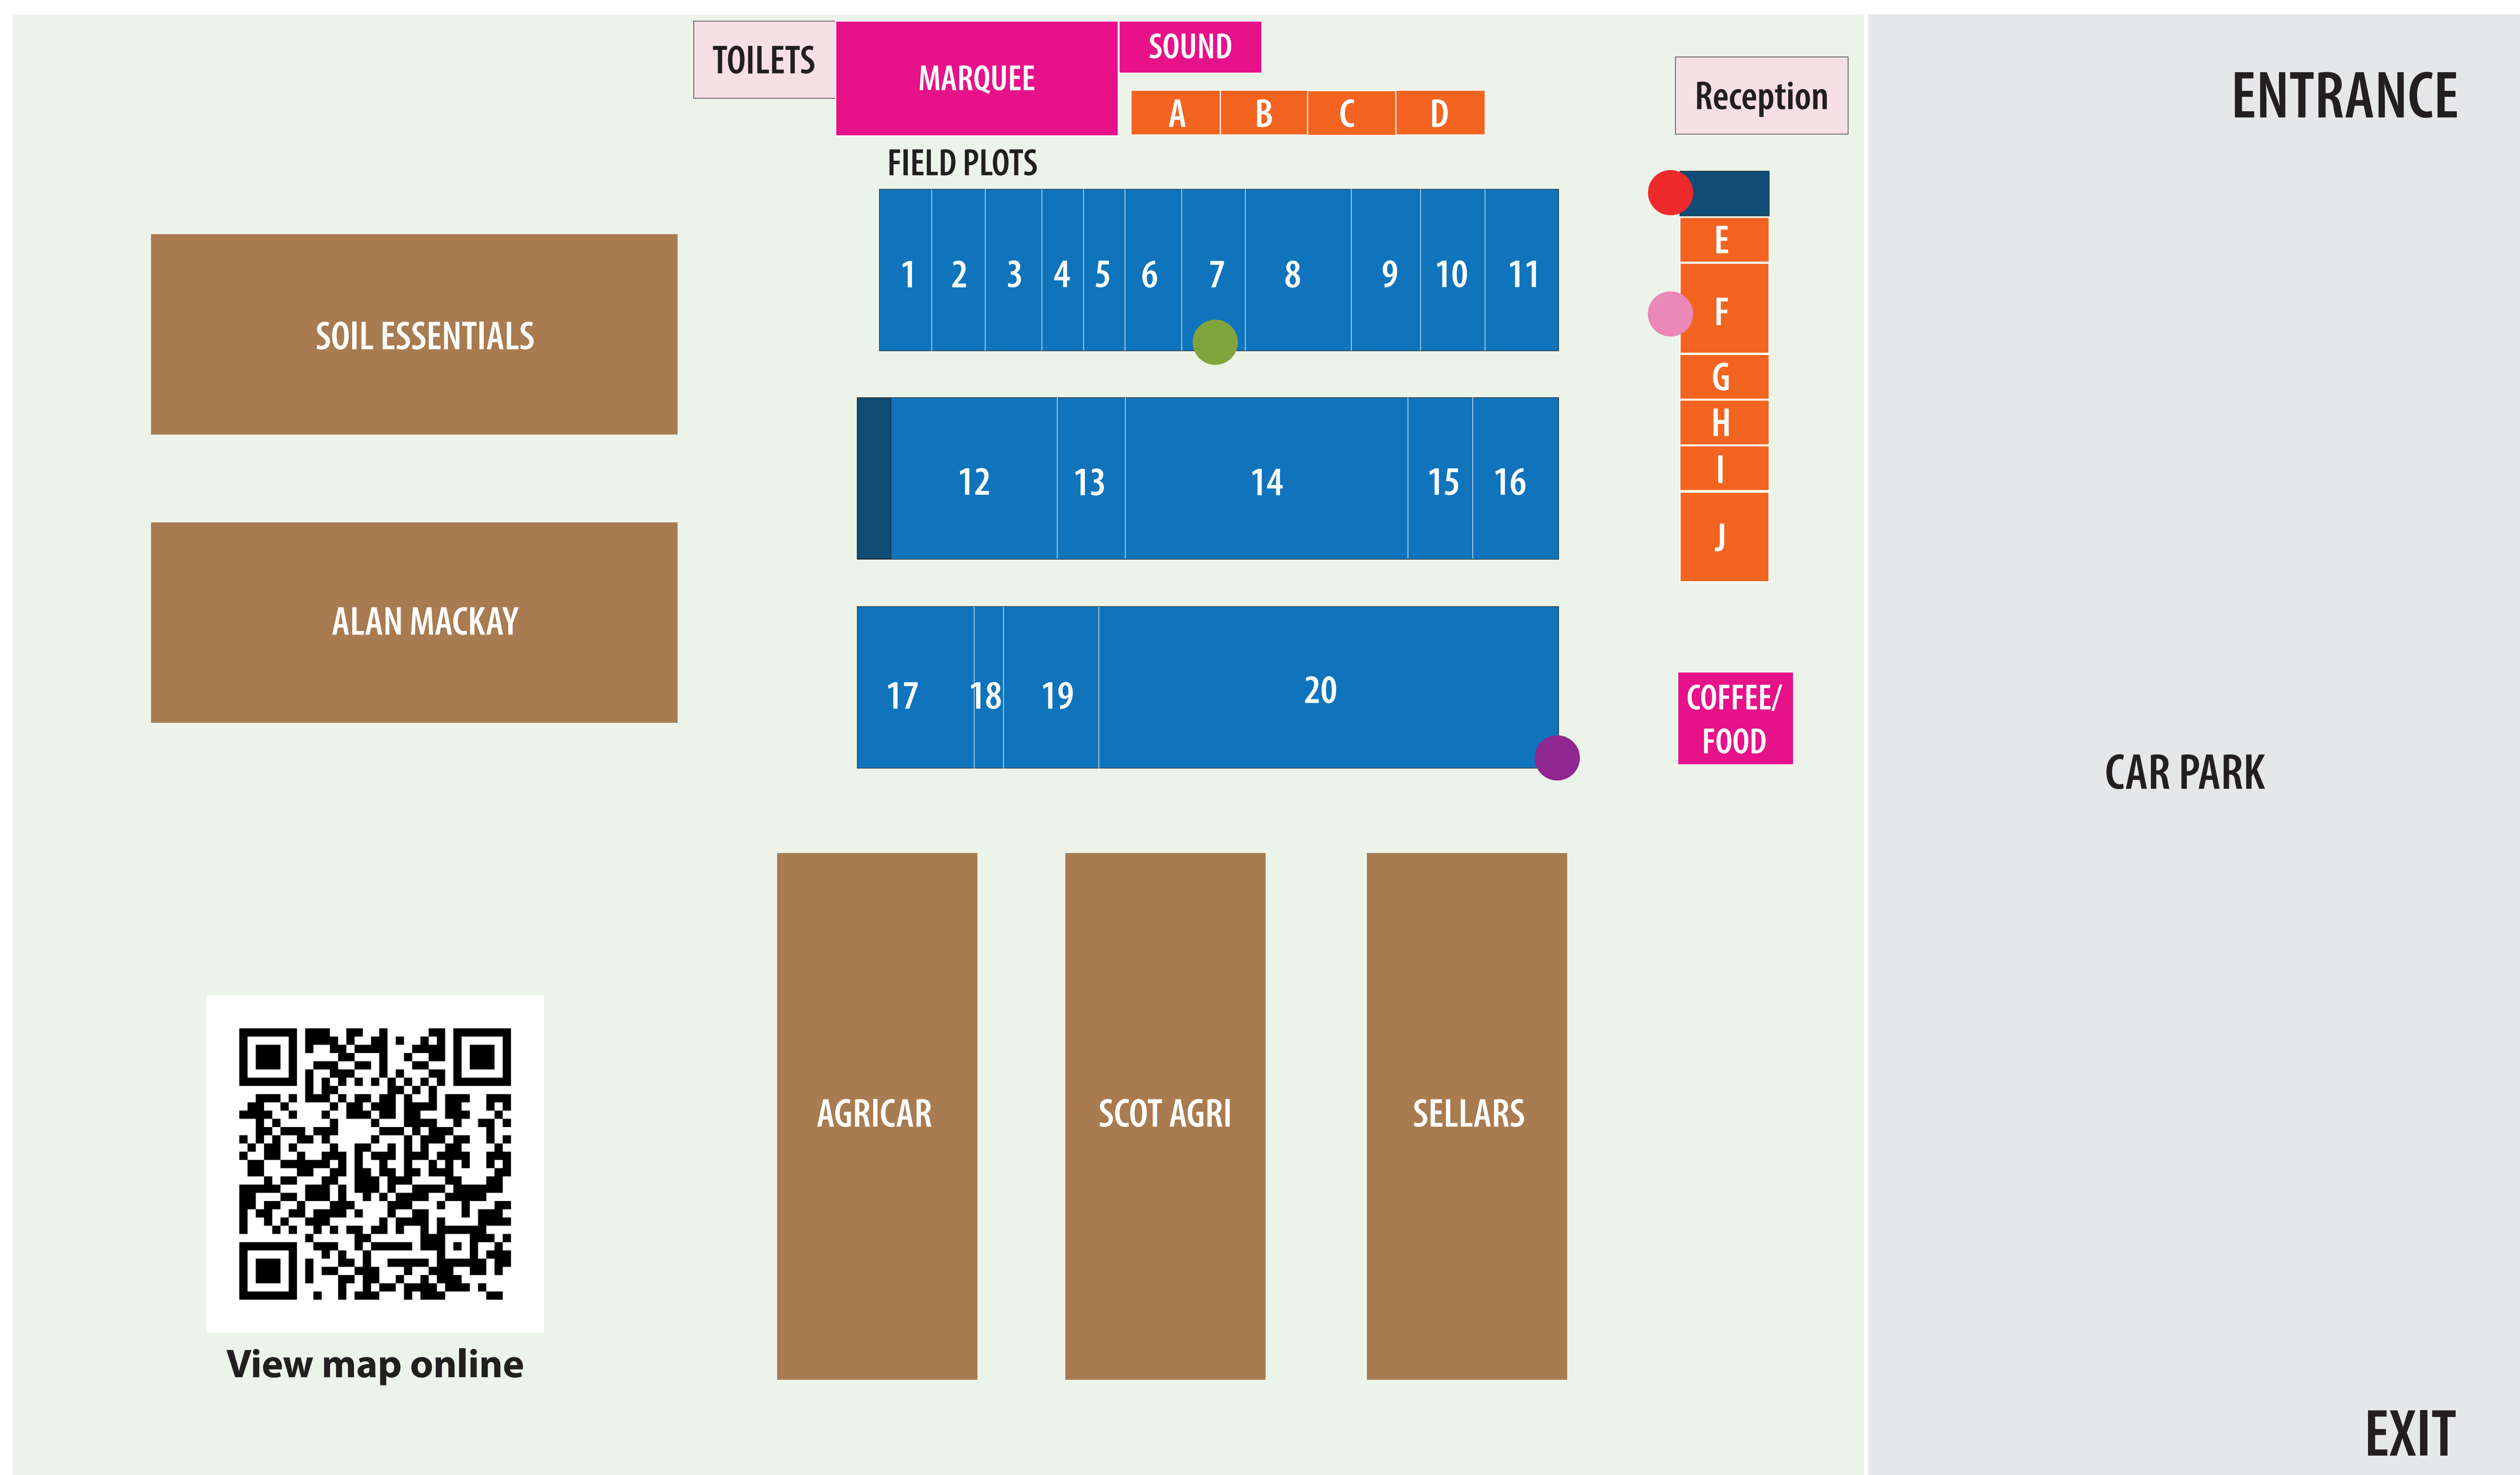 TOILETS
MARQUEE
SOUND
A B C D
Reception
ENTRANCE
FIELD PLOTS
1 2 3 4 5 6 7 8 9 10 11
E
F
G
H
I
J
SOIL ESSENTIALS
12 13 14 15 16
ALAN MACKAY
17 18 19 20
COFFEE/
FOOD
CAR PARK
AGRICAR
SCOT AGRI
SELLARS
View map online
EXIT